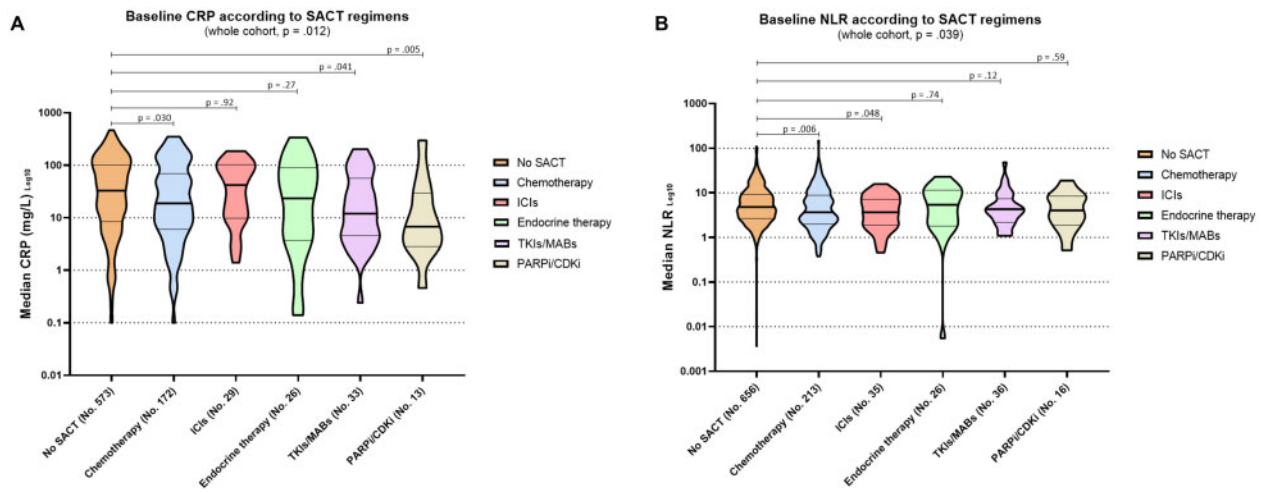 A
Baseline CRP according to SACT regimens
(whole cohort, p = .012)
p = .005
p = .041
p = .27
p = .92
p = .030
Median CRP (mg/L) Log10
1000
100
10
1
0.1
0.01
No SACT (No. 573)
Chemotherapy (No. 172)
ICIs (No. 29)
Endocrine therapy (No. 26)
TKIs/MABs (No. 33)
PARPi/CDKi (No. 13)
No SACT
Chemotherapy
ICIs
Endocrine therapy
TKIs/MABs
PARPi/CDKi
B
Baseline NLR according to SACT regimens
(whole cohort, p = .039)
p = .59
p = .12
p = .74
p = .048
p = .006
Median NLR Log10
1000
100
10
1
0.1
0.01
0.001
No SACT (No. 656)
Chemotherapy (No. 213)
ICIs (No. 35)
Endocrine therapy (No. 26)
TKIs/MABs (No. 36)
PARPi/CDKi (No. 16)
No SACT
Chemotherapy
ICIs
Endocrine therapy
TKIs/MABs
PARPi/CDKi